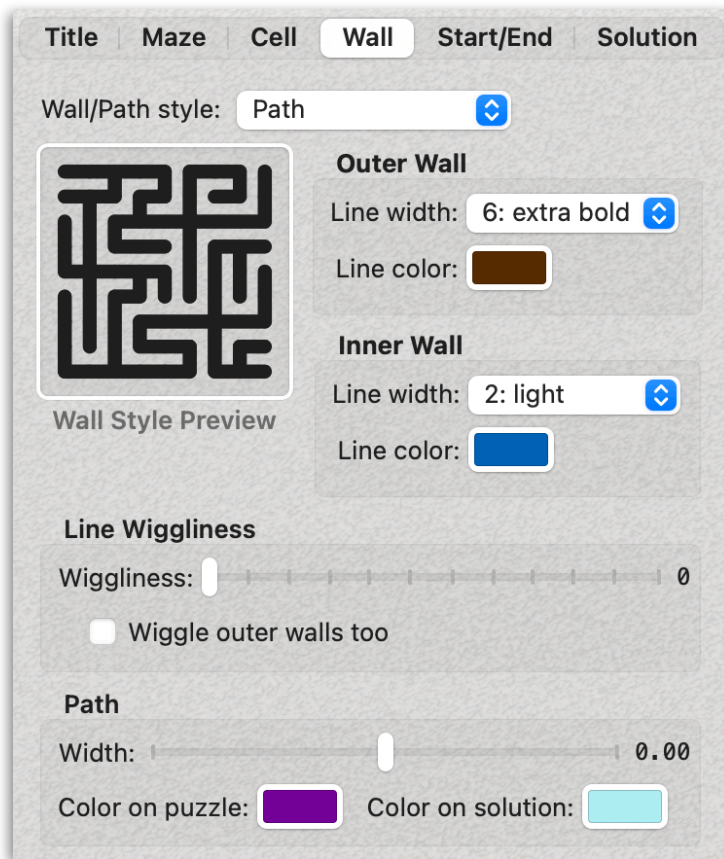 Title Maze Cell Wall Start/End Solution
Wall/Path style: Path
Outer Wall
Line width: 6: extra bold
Line color:
Inner Wall
Line width: 2: light
Line color:
Wall Style Preview
Line Wiggliness
Wiggliness: 0
Wiggle outer walls too
Path
Width: 0.00
Color on puzzle: Color on solution: